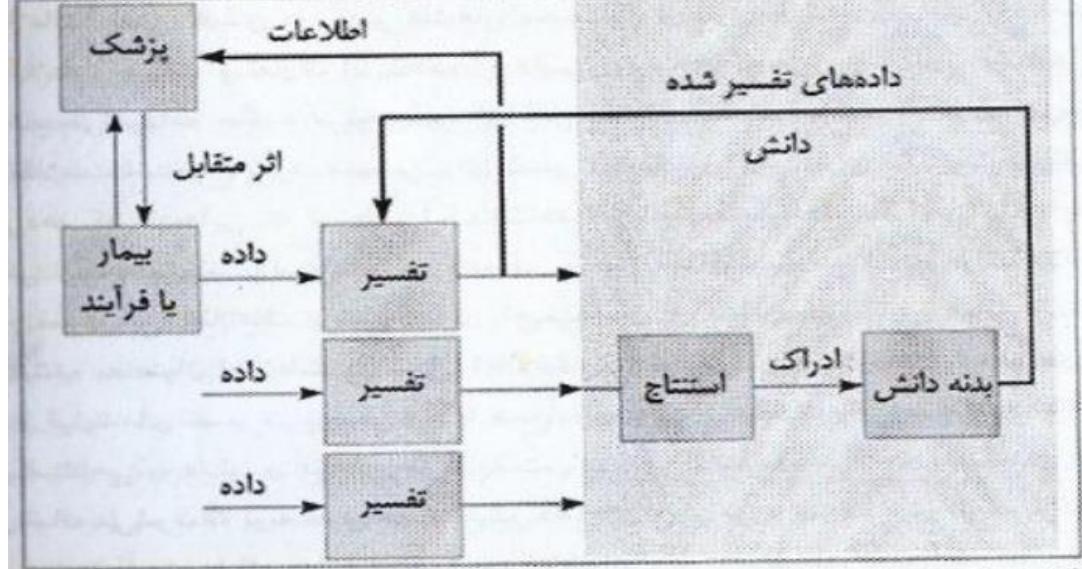 پزشک
اطلاعات
داده‌های تفسیر شده
دانش
اثر متقابل
بیمار
یا فرآیند
داده
تفسیر
داده
تفسیر
استنتاج
ادراک
بدنه دانش
داده
تفسیر